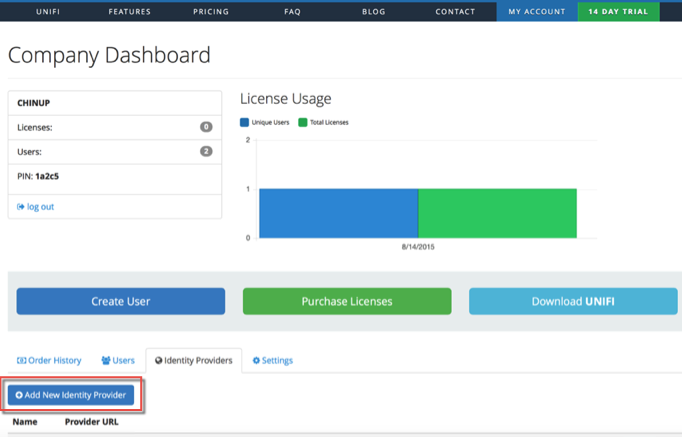 UNIFI FEATURES PRICING FAQ BLOG CONTACT MY ACCOUNT 14 DAY TRIAL
Company Dashboard
CHINUP
Licenses: 0
Users: 2
PIN: 1a2c5
log out
License Usage
Unique Users Total Licenses
2
1
0
8/14/2015
Create User Purchase Licenses Download UNIFI
Order History Users Identity Providers Settings
Add New Identity Provider
Name Provider URL